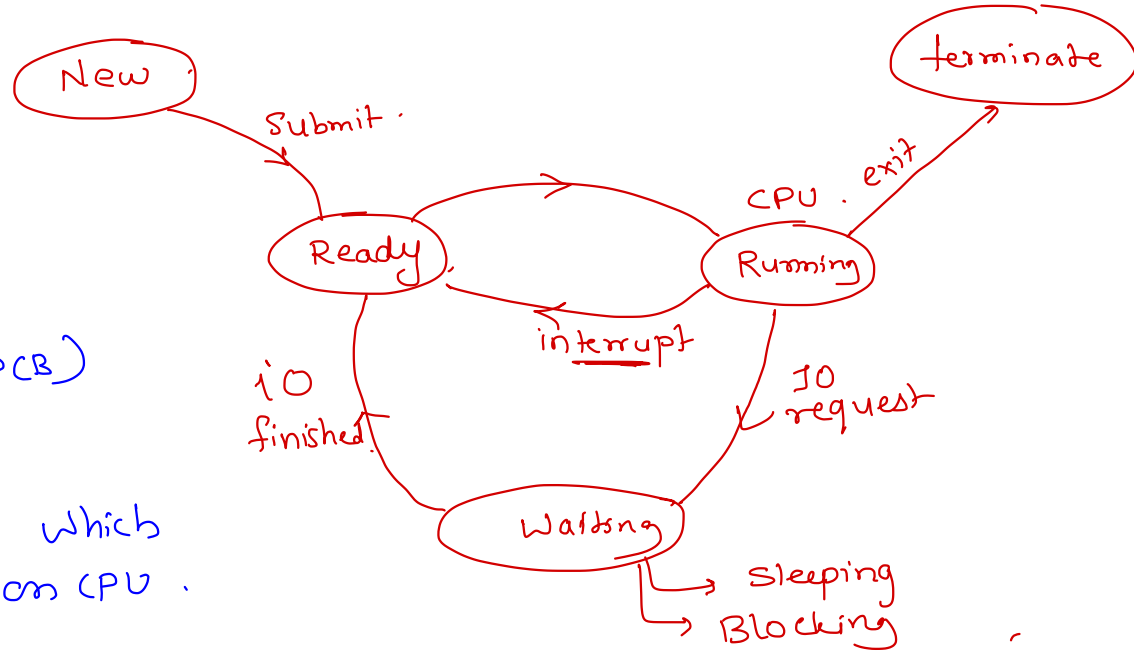 New
terminate
Submit.
exit
CPU.
Ready
Running
interrupt
PCB)
iO
finished.
IO
request
Waiting
Which
on CPU.
Sleeping
Blocking